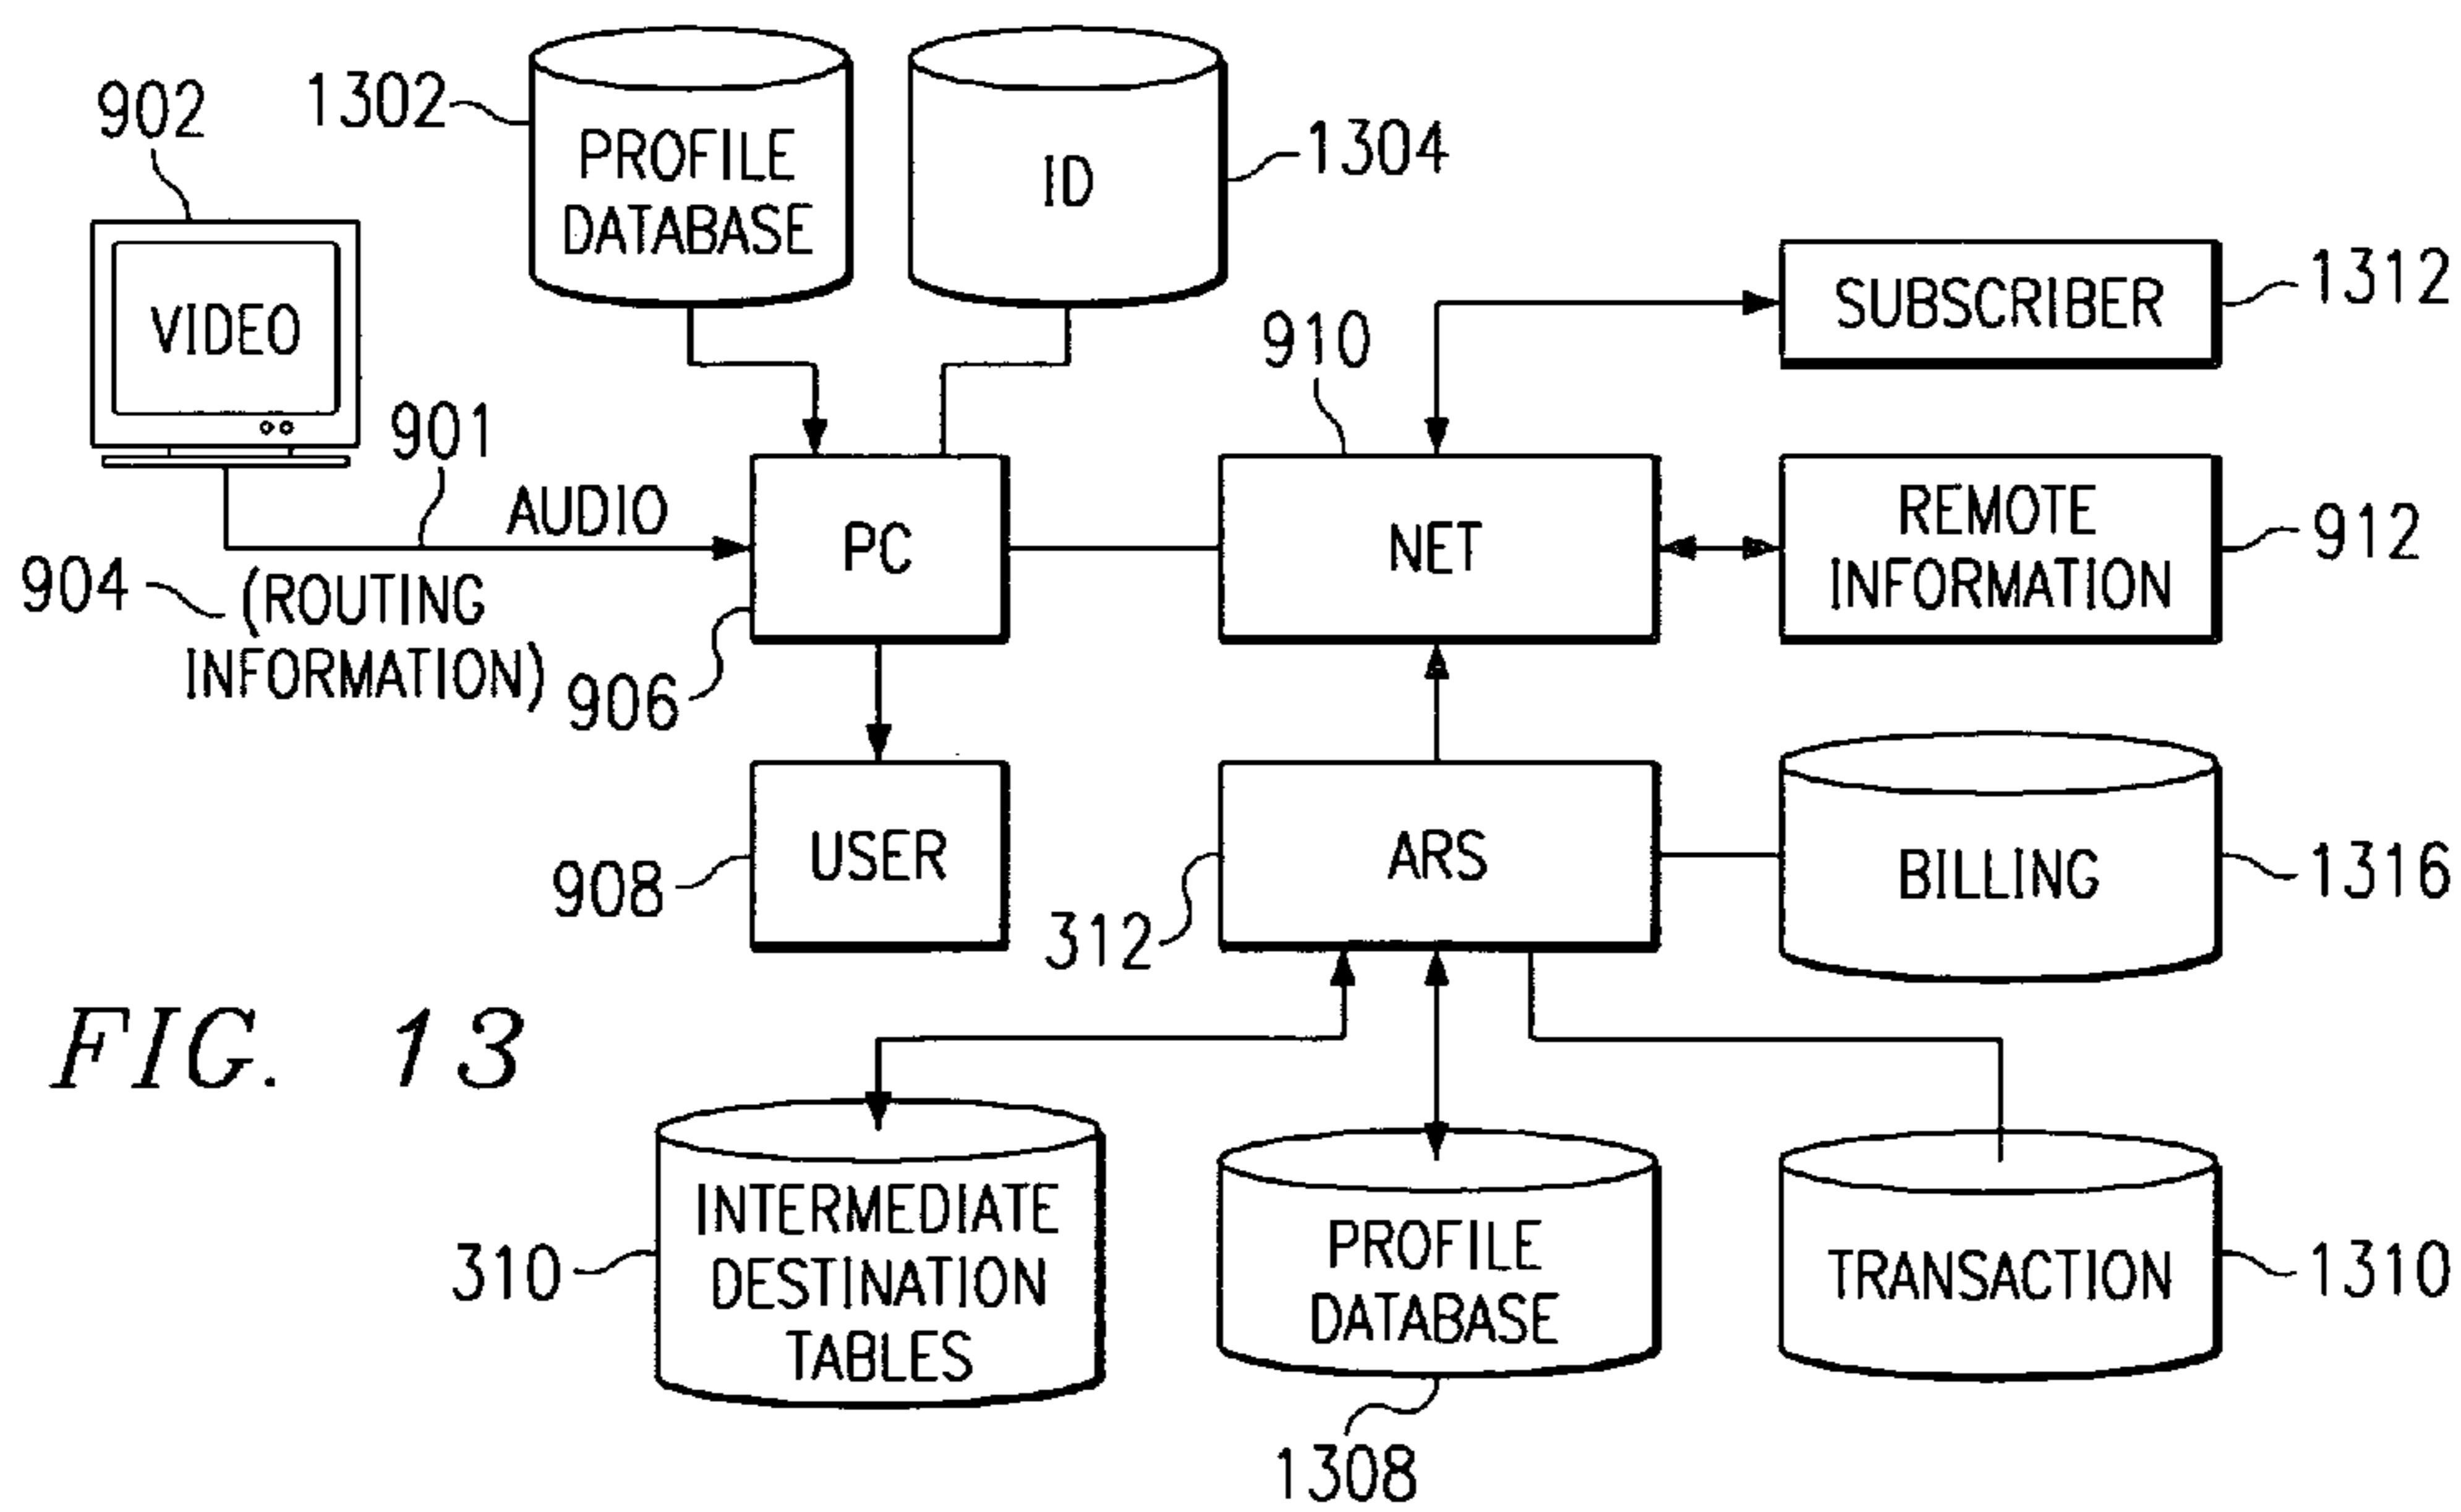 902
1302
PROFILE
DATABASE
ID
1304
VIDEO
SUBSCRIBER
1312
910
901
AUDIO
904
(ROUTING
INFORMATION)
906
PC
NET
REMOTE
INFORMATION
912
USER
908
ARS
312
BILLING
1316
FIG. 13
310
INTERMEDIATE
DESTINATION
TABLES
PROFILE
DATABASE
1308
TRANSACTION
1310